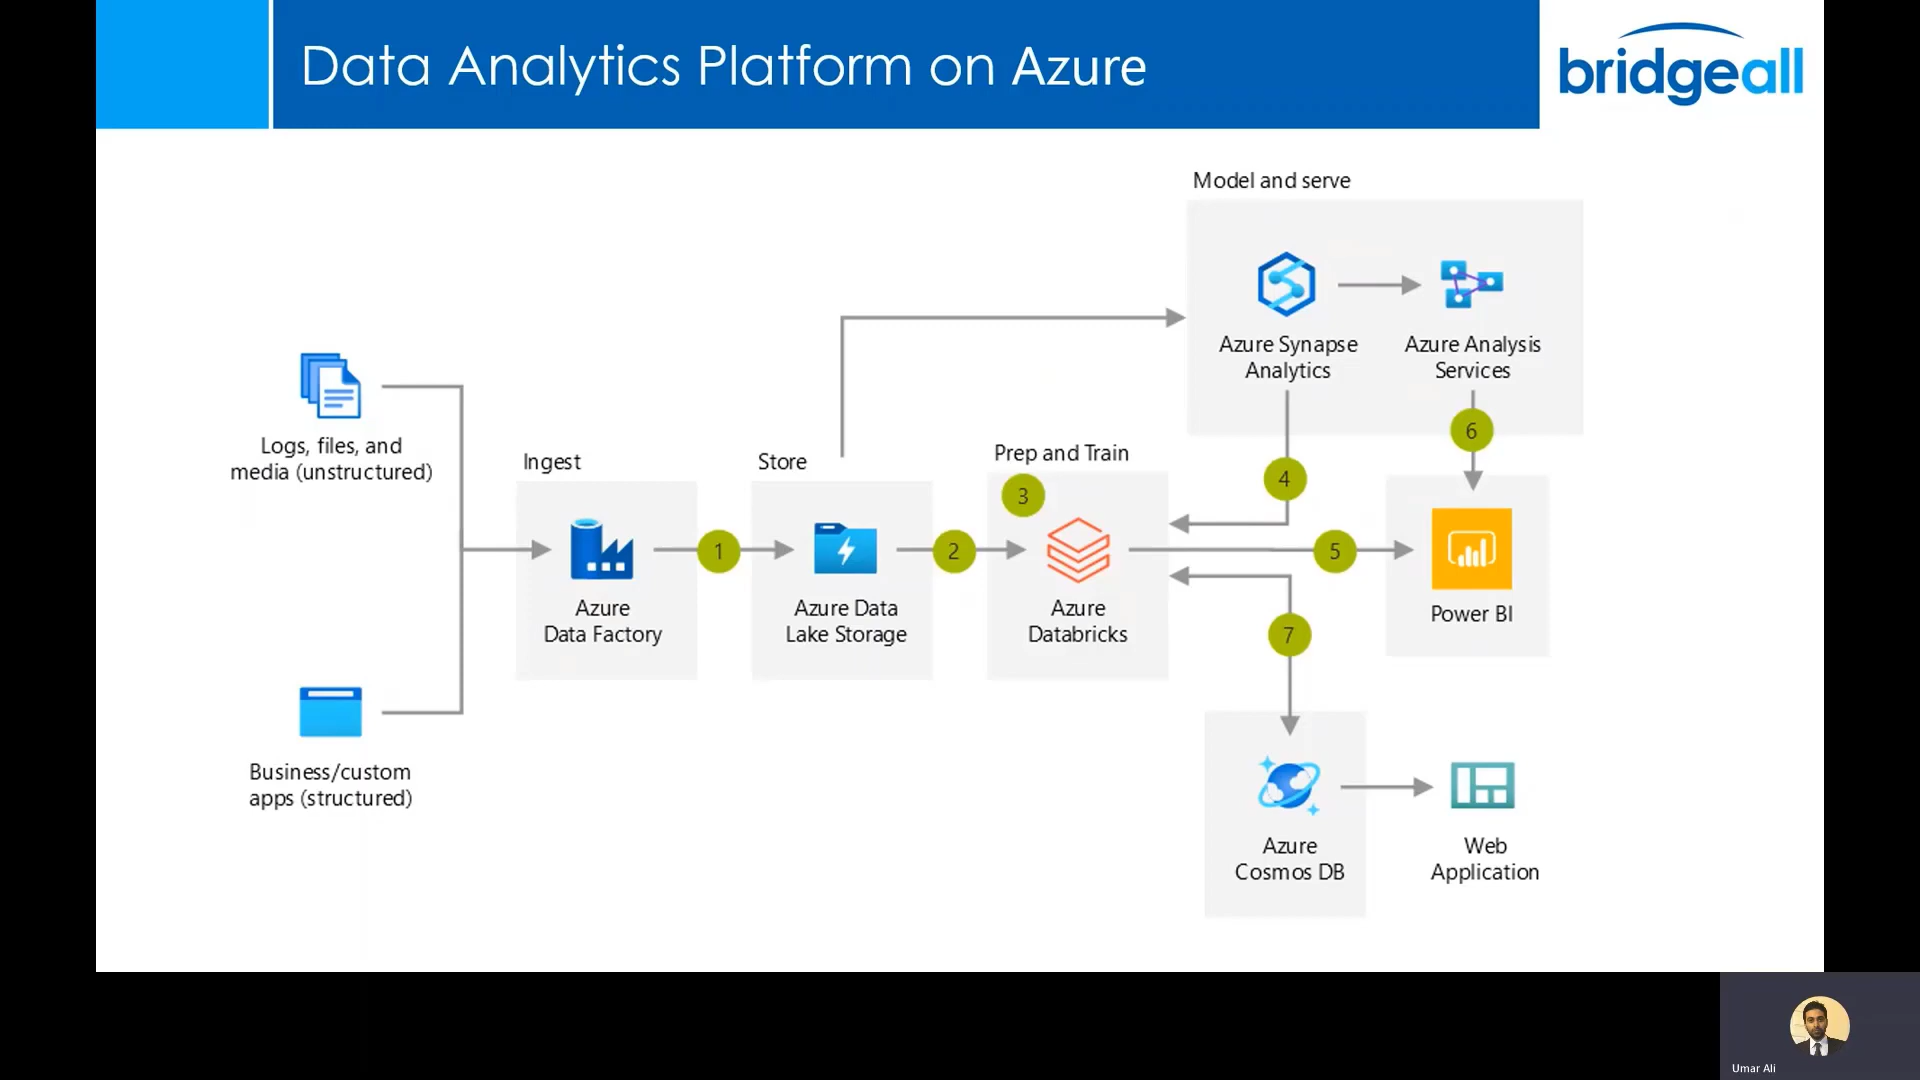 Data Analytics Platform on Azure
bridgeall
Model and serve
Azure Synapse
Analytics
Azure Analysis
Services
Logs, files, and
media (unstructured)
Business/custom
apps (structured)
Ingest
Azure
Data Factory
1
Store
Azure Data
Lake Storage
2
Prep and Train
3
Azure
Databricks
4
5
6
Power BI
7
Azure
Cosmos DB
Web
Application
Umar Ali